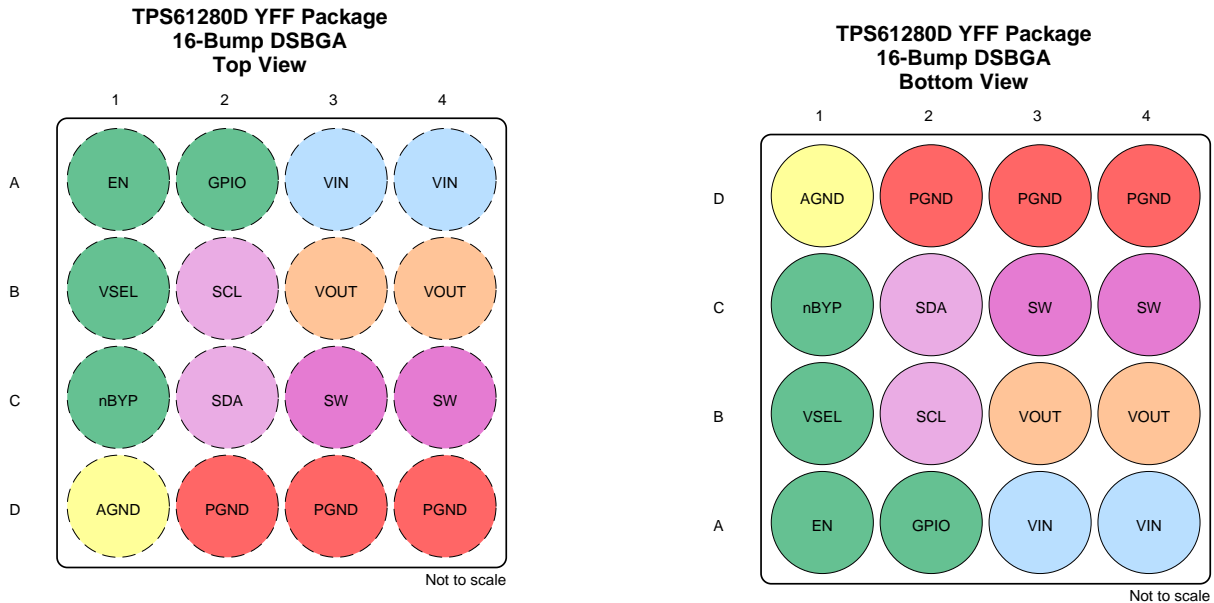 TPS61280D YFF Package
16-Bump DSBGA
Top View
1 2 3 4
A EN GPIO VIN VIN
B VSEL SCL VOUT VOUT
C nBYP SDA SW SW
D AGND PGND PGND PGND
Not to scale
TPS61280D YFF Package
16-Bump DSBGA
Bottom View
1 2 3 4
D AGND PGND PGND PGND
C nBYP SDA SW SW
B VSEL SCL VOUT VOUT
A EN GPIO VIN VIN
Not to scale